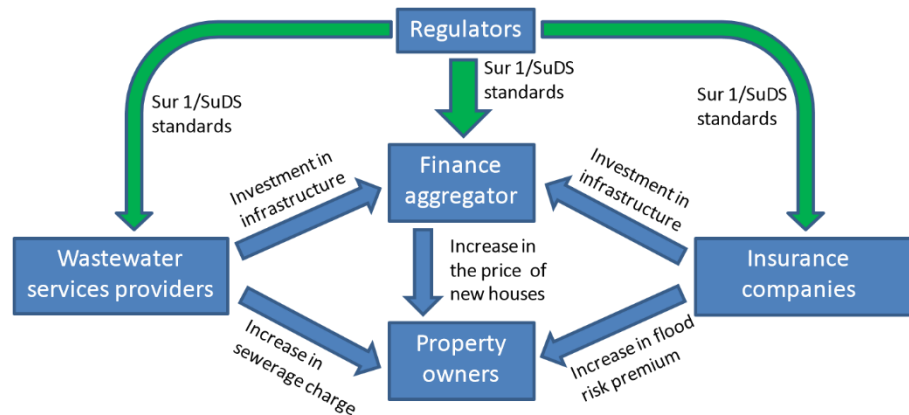 Regulators
Sur 1/SuDS
standards
Sur 1/SuDS
standards
Sur 1/SuDS
standards
Finance
aggregator
Investment in
infrastructure
Investment in
infrastructure
Wastewater
services providers
Increase in
the price of
new houses
Insurance
companies
Increase in
sewerage charge
Property
owners
Increase in flood
risk premium